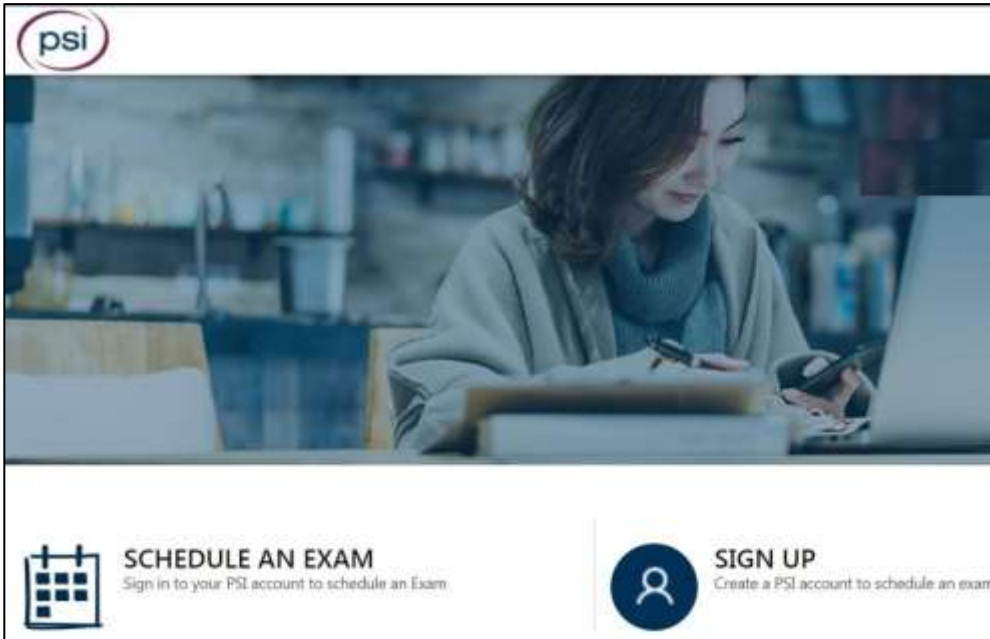 psi
SCHEDULE AN EXAM
Sign in to your PSI account to schedule an Exam
SIGN UP
Create a PSI account to schedule an exam